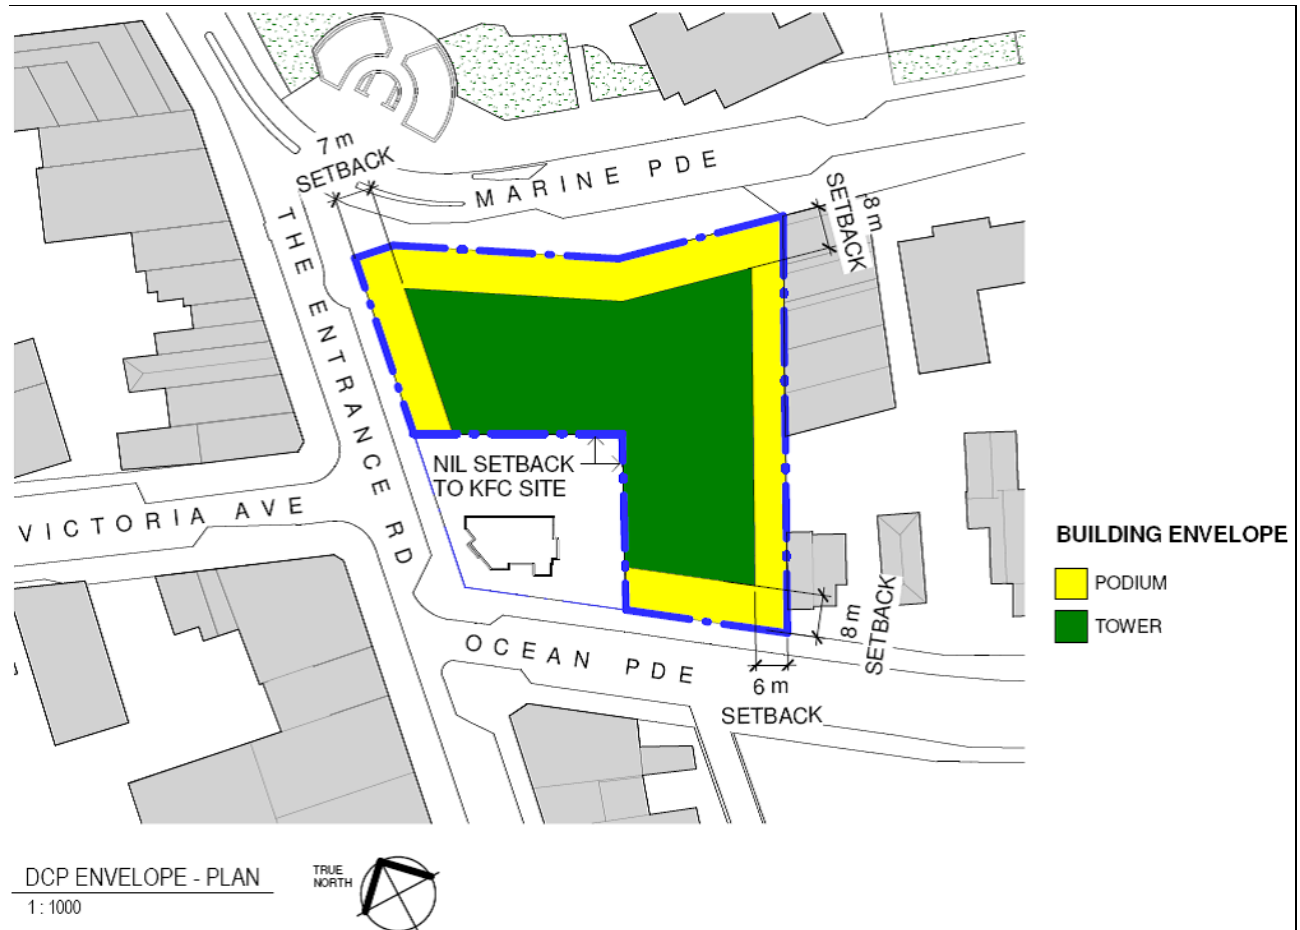 7 m
SETBACK
MARINE PDE
8 m
SETBACK
THE ENTRANCE RD
NIL SETBACK
TO KFC SITE
VICTORIA AVE
BUILDING ENVELOPE
PODIUM
TOWER
8 m
SETBACK
OCEAN PDE
6 m
SETBACK
DCP ENVELOPE - PLAN
1 : 1000
TRUE
NORTH